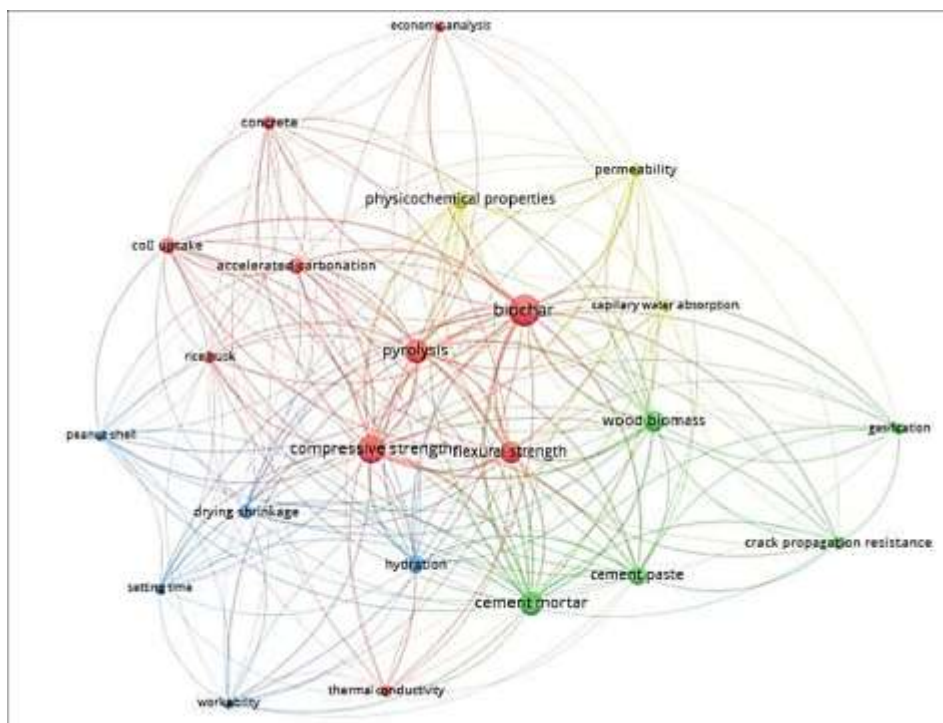 economic analysis
concrete
permeability
physicochemical properties
co11 uptake
accelerated carbonation
biochar
capillary water absorption
pyrolysis
rice husk
wood biomass
gasification
peanut shell
compressive strength
flexural strength
drying shrinkage
crack propagation resistance
hydration
cement paste
setting time
cement mortar
thermal conductivity
workability